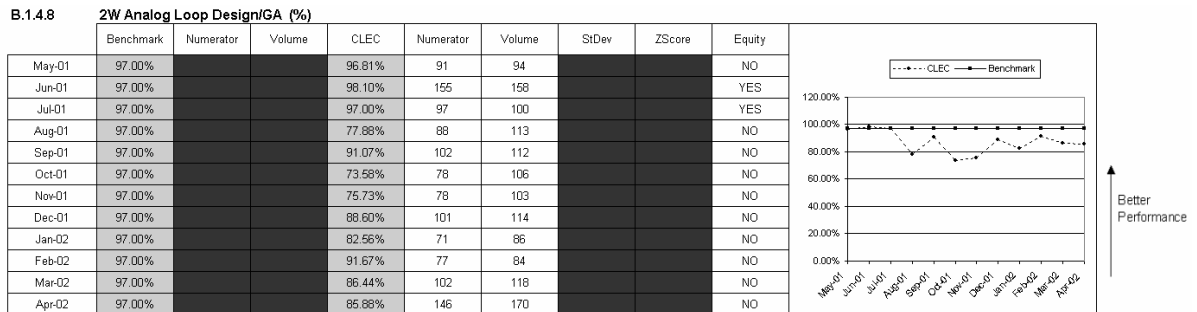 B.1.4.8 2W Analog Loop Design/GA (%)
Benchmark Numerator Volume CLEC Numerator Volume StDev ZScore Equity
May-01 97.00% 96.81% 91 94 NO
Jun-01 97.00% 98.10% 155 158 YES
Jul-01 97.00% 97.00% 97 100 YES
Aug-01 97.00% 77.88% 88 113 NO
Sep-01 97.00% 91.07% 102 112 NO
Oct-01 97.00% 73.58% 78 106 NO
Nov-01 97.00% 75.73% 78 103 NO
Dec-01 97.00% 88.60% 101 114 NO
Jan-02 97.00% 82.56% 71 86 NO
Feb-02 97.00% 91.67% 77 84 NO
Mar-02 97.00% 86.44% 102 118 NO
Apr-02 97.00% 85.88% 146 170 NO
CLEC Benchmark
120.00%
100.00%
80.00%
60.00%
40.00%
20.00%
0.00%
May-01 Jun-01 Jul-01 Aug-01 Sep-01 Oct-01 Nov-01 Dec-01 Jan-02 Feb-02 Mar-02 Apr-02
Better
Performance